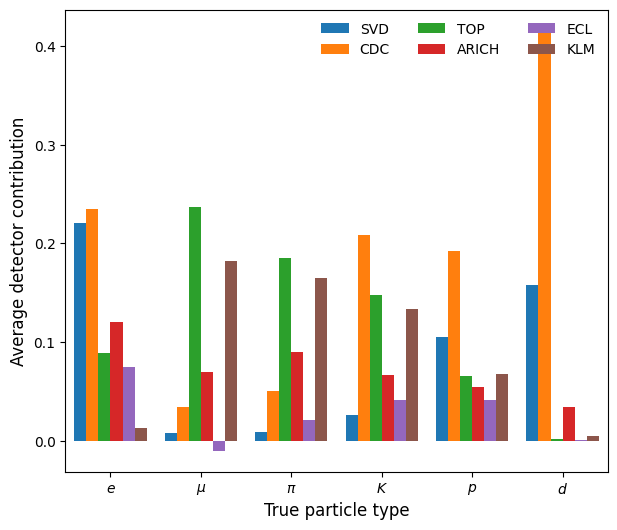 SVD TOP ECL
CDC ARICH KLM
0.4
0.3
0.2
0.1
0.0
Average detector contribution
e μ π K p d
True particle type